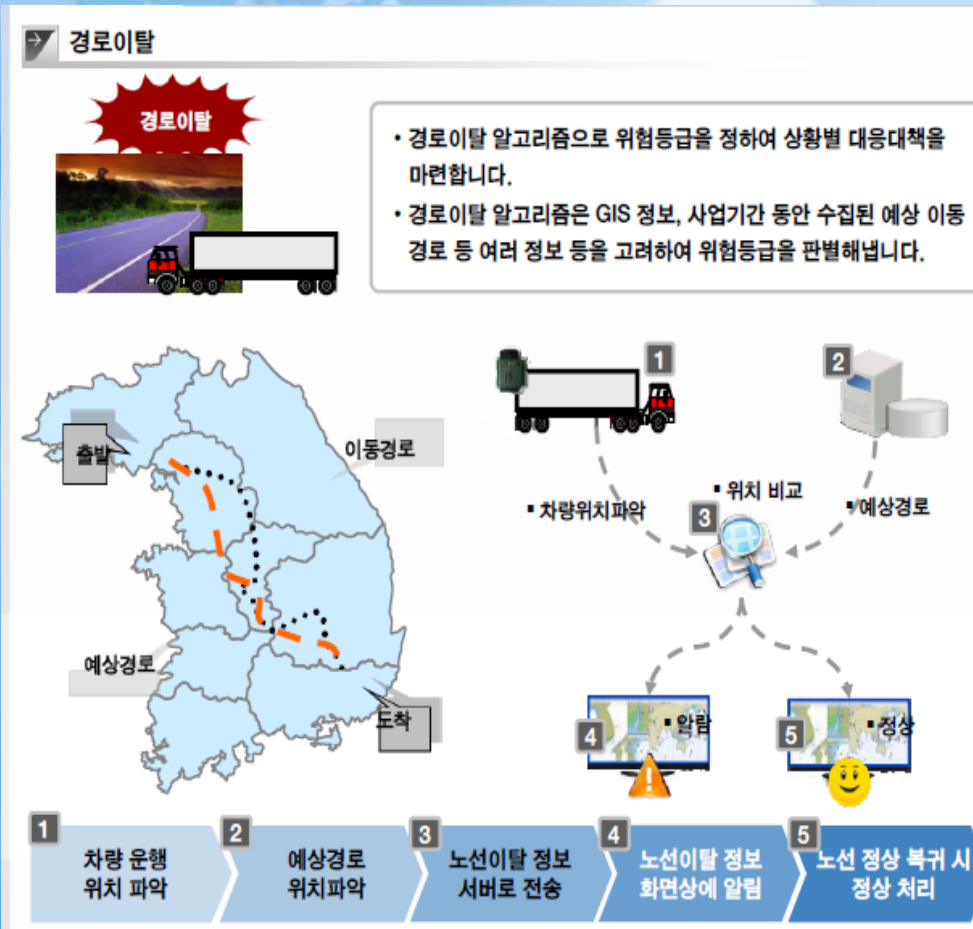 경로이탈
경로이탈
• 경로이탈 알고리즘으로 위험등급을 정하여 상황별 대응대책을
마련합니다.
• 경로이탈 알고리즘은 GIS 정보, 사업기간 동안 수집된 예상 이동
경로 등 여러 정보 등을 고려하여 위험등급을 판별해냅니다.
출발
이동경로
예상경로
도착
1
2
▪ 차량위치파악
▪ 위치 비교
3
▪ 예상경로
4
▪ 알람
5
▪ 정상
1
차량 운행
위치 파악
2
예상경로
위치파악
3
노선이탈 정보
서버로 전송
4
노선이탈 정보
화면상에 알림
5
노선 정상 복귀 시
정상 처리